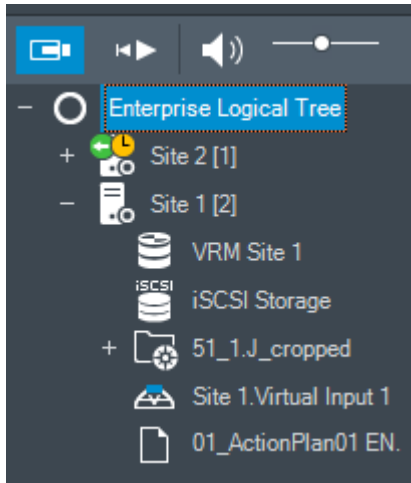 Enterprise Logical Tree
Site 2 [1]
Site 1 [2]
VRM Site 1
iSCSI
iSCSI Storage
51_1.J_cropped
Site 1.Virtual Input 1
01_ActionPlan01 EN.